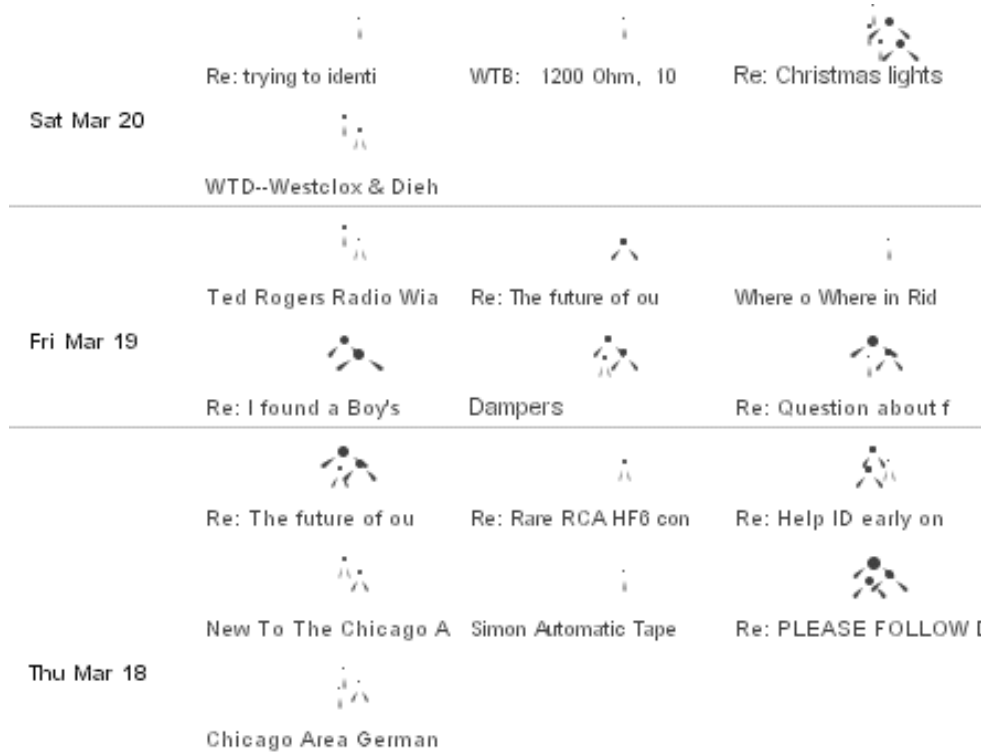 Re: trying to identi
WTB: 1200 Ohm, 10
Re: Christmas lights
Sat Mar 20
WTD--Westclox & Dieh
Ted Rogers Radio Wia
Re: The future of ou
Where o Where in Rid
Fri Mar 19
Re: I found a Boy's
Dampers
Re: Question about f
Re: The future of ou
Re: Rare RCA HF6 con
Re: Help ID early on
New To The Chicago A
Simon Automatic Tape
Re: PLEASE FOLLOW D
Thu Mar 18
Chicago Area German